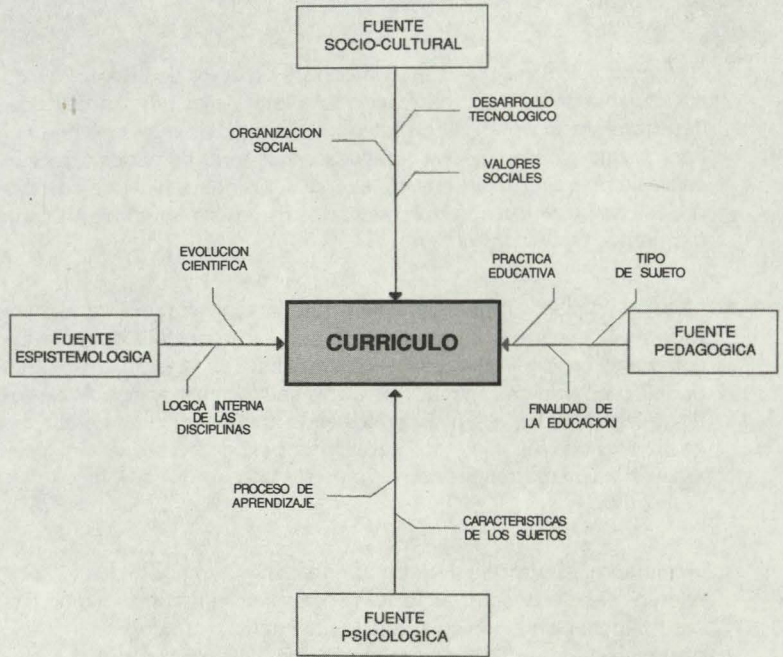 FUENTE
SOCIO-CULTURAL
DESARROLLO
TECNOLOGICO
ORGANIZACION
SOCIAL
VALORES
SOCIALES
EVOLUCION
CIENTIFICA
PRACTICA
EDUCATIVA
TIPO
DE SUJETO
FUENTE
ESPISTEMOLOGICA
CURRICULO
FUENTE
PEDAGOGICA
LOGICA INTERNA
DE LAS
DISCIPLINAS
FINALIDAD DE
LA EDUCACION
PROCESO DE
APRENDIZAJE
CARACTERISTICAS
DE LOS SUJETOS
FUENTE
PSICOLOGICA